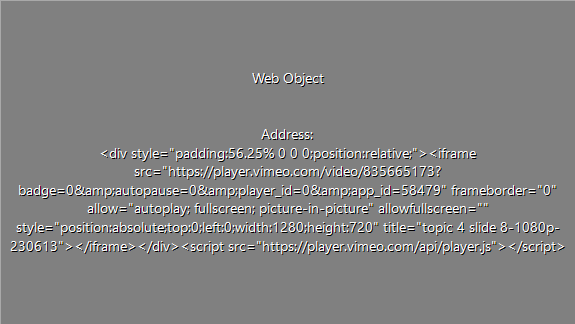 Web Object
Address:
<div style="padding:56.25% 0 0 0;position:relative;"><iframe
src="https://player.vimeo.com/video/835665173?
badge=0&amp;autopause=0&amp;player_id=0&amp;app_id=58479" frameborder="0"
allow="autoplay; fullscreen; picture-in-picture" allowfullscreen=""
style="position:absolute;top:0;left:0;width:1280;height:720" title="topic 4 slide 8-1080p-
230613"></iframe></div><script src="https://player.vimeo.com/api/player.js"></script>